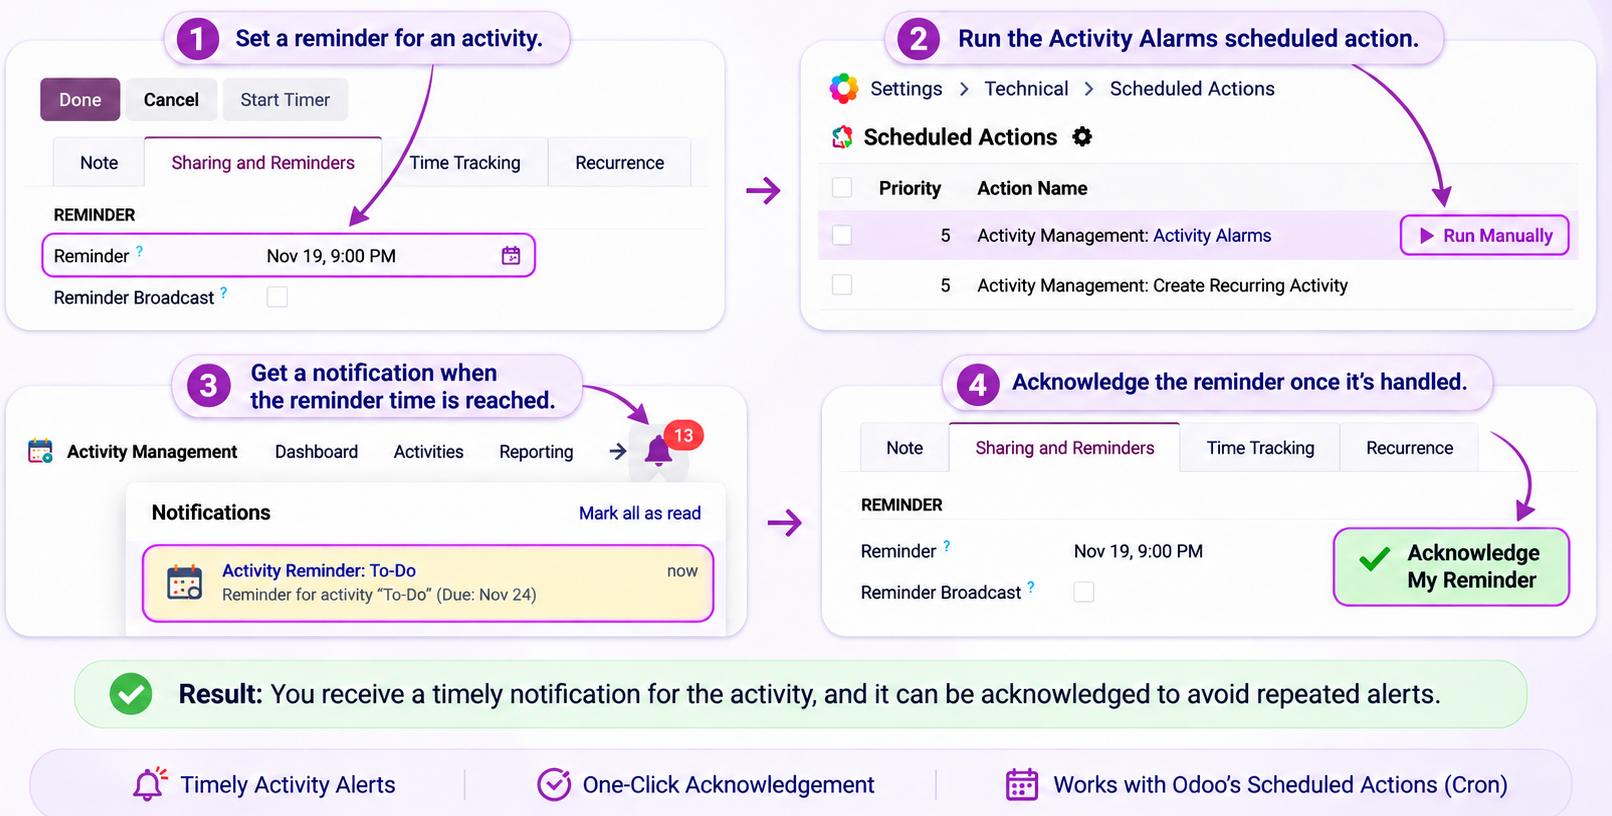 1 Set a reminder for an activity.
Done Cancel Start Timer
Note Sharing and Reminders Time Tracking Recurrence
REMINDER
Reminder ? Nov 19, 9:00 PM
Reminder Broadcast ?
2 Run the Activity Alarms scheduled action.
Settings > Technical > Scheduled Actions
Scheduled Actions
Priority Action Name
5 Activity Management: Activity Alarms Run Manually
5 Activity Management: Create Recurring Activity
3 Get a notification when
the reminder time is reached.
Activity Management Dashboard Activities Reporting 13
Notifications Mark all as read
Activity Reminder: To-Do now
Reminder for activity “To-Do” (Due: Nov 24)
4 Acknowledge the reminder once it’s handled.
Note Sharing and Reminders Time Tracking Recurrence
REMINDER
Reminder ? Nov 19, 9:00 PM
Reminder Broadcast ?
Acknowledge
My Reminder
Result: You receive a timely notification for the activity, and it can be acknowledged to avoid repeated alerts.
Timely Activity Alerts One-Click Acknowledgement Works with Odoo’s Scheduled Actions (Cron)